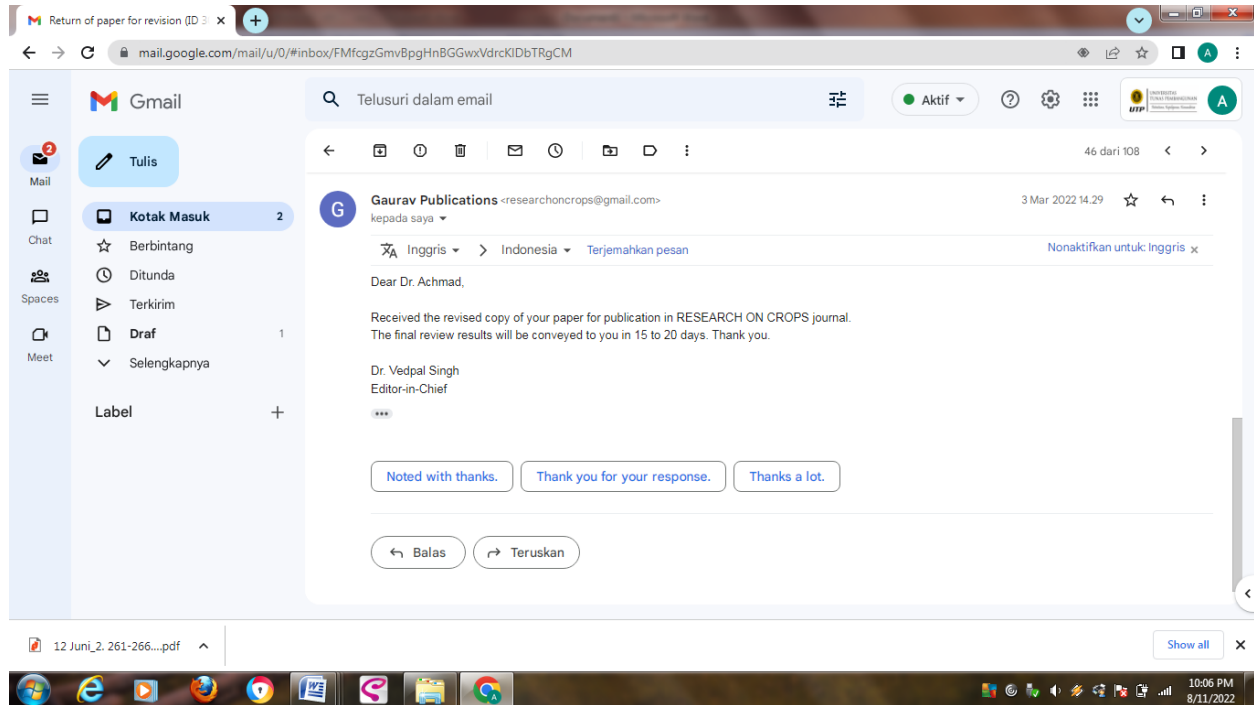 Return of paper for revision (ID 3
mail.google.com/mail/u/0/#inbox/FMfcgzGmvBpgHnBGGwxVdrcKlDbTRgCM
A
Gmail
Telusuri dalam email
Aktif
UNIVERSITAS
UTP
A
2
Mail
Chat
Spaces
Meet
Tulis
Kotak Masuk 2
Berbintang
Ditunda
Terkirim
Draf 1
Selengkapnya
Label
46 dari 108
G
Gaurav Publications <researchoncrops@gmail.com>
3 Mar 2022 14.29
kepada saya
Inggris > Indonesia Terjemahkan pesan
Nonaktifkan untuk: Inggris x
Dear Dr. Achmad,
Received the revised copy of your paper for publication in RESEARCH ON CROPS journal.
The final review results will be conveyed to you in 15 to 20 days. Thank you.
Dr. Vedpal Singh
Editor-in-Chief
Noted with thanks.
Thank you for your response.
Thanks a lot.
Balas
Teruskan
12 Juni_2. 261-266....pdf
Show all
10:06 PM
8/11/2022